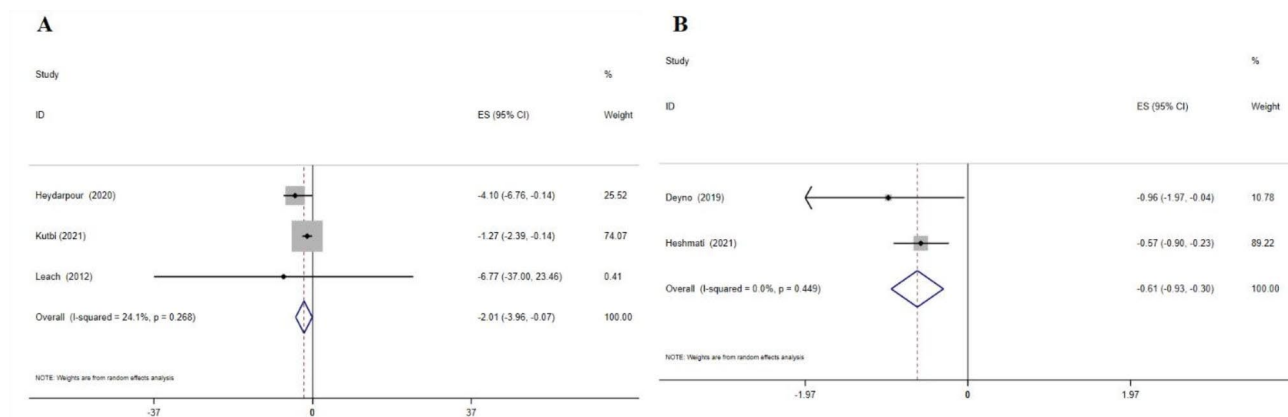 A
Study %
ID ES (95% CI) Weight
Heydarpour (2020) -4.10 (-6.76, -0.14) 25.52
Kutbi (2021) -1.27 (-2.39, -0.14) 74.07
Leach (2012) -6.77 (-37.00, 23.46) 0.41
Overall (I-squared = 24.1%, p = 0.268) -2.01 (-3.96, -0.07) 100.00
NOTE: Weights are from random effects analysis
-37 0 37
B
Study %
ID ES (95% CI) Weight
Deyno (2019) -0.96 (-1.97, -0.04) 10.78
Heshmati (2021) -0.57 (-0.90, -0.23) 89.22
Overall (I-squared = 0.0%, p = 0.449) -0.61 (-0.93, -0.30) 100.00
NOTE: Weights are from random effects analysis
-1.97 0 1.97